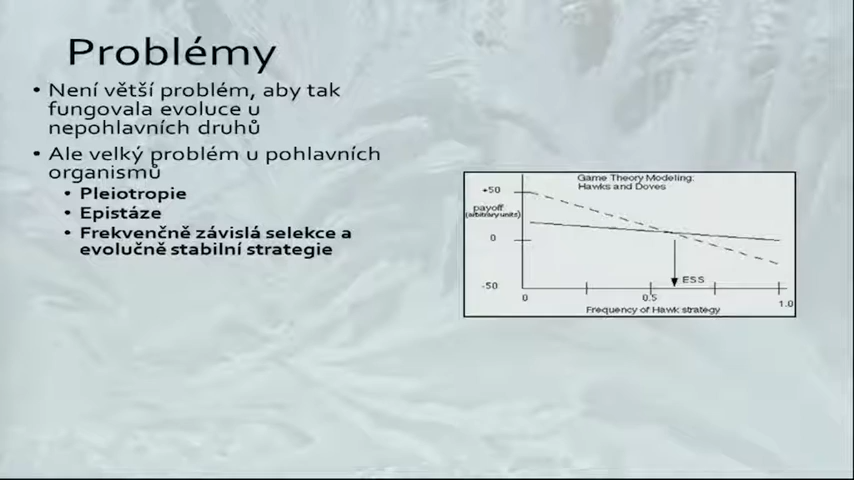 Problémy
• Není větší problém, aby tak
fungovala evoluce u
nepohlavních druhů
• Ale velký problém u pohlavních
organismů
• Pleiotropie
• Epistáze
• Frekvenčně závislá selekce a
evolučně stabilní strategie
Game Theory Modeling:
Hawks and Doves
+50
payoff
(arbitrary units)
0
-50
ESS
0
0.5
1.0
Frequency of Hawk strategy